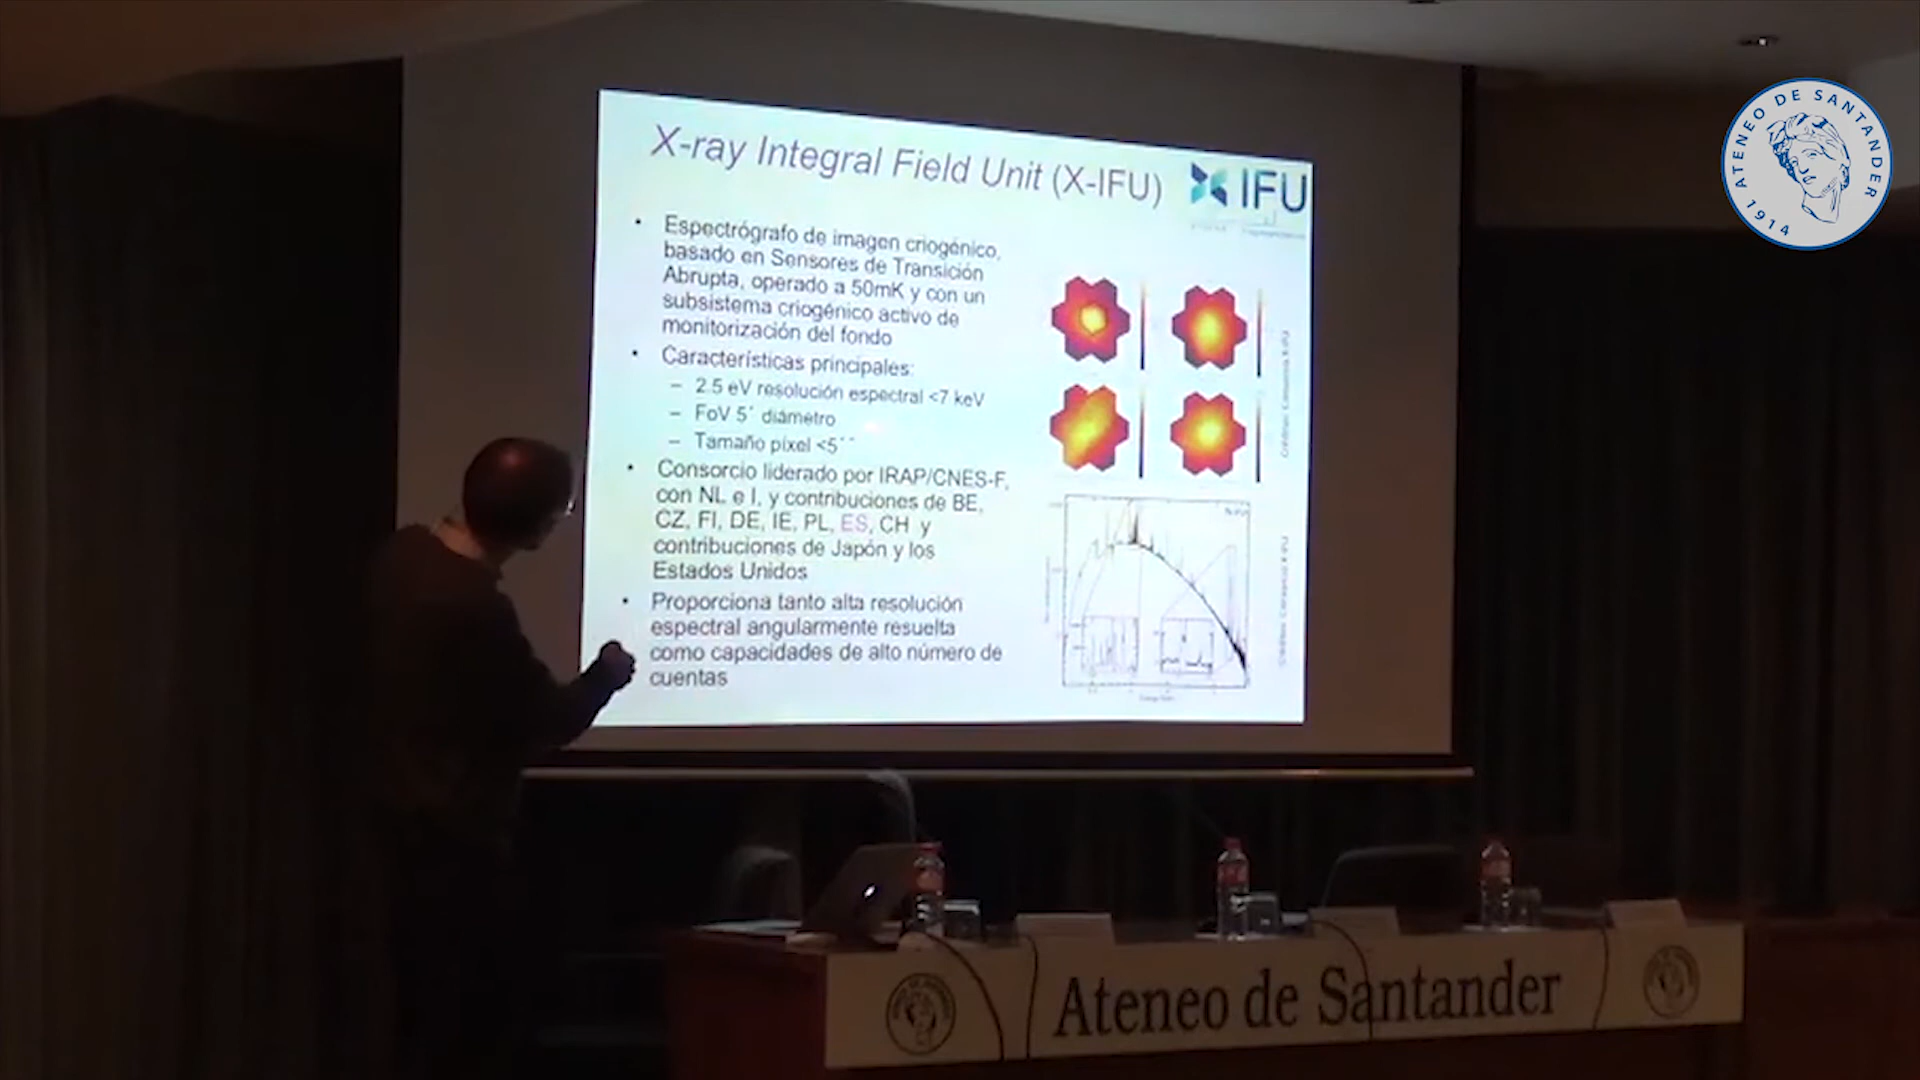 X-ray Integral Field Unit (X-IFU)
IFU
• Espectrógrafo de imagen criogénico,
basado en Sensores de Transición
Abrupta, operado a 50mK y con un
subsistema criogénico activo de
monitorización del fondo
• Características principales:
– 2.5 eV resolución espectral <7 keV
– FoV 5´ diámetro
– Tamaño pixel <5´´
• Consorcio liderado por IRAP/CNES-F,
con NL e I, y contribuciones de BE,
CZ, FI, DE, IE, PL, ES, CH y
contribuciones de Japón y los
Estados Unidos
• Proporciona tanto alta resolución
espectral angularmente resuelta
como capacidades de alto número de
cuentas
ATENEO DE SANTANDER
1914
Ateneo de Santander